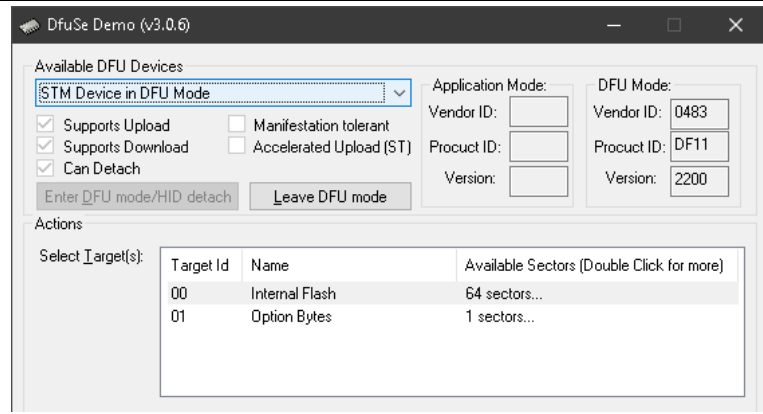 DfuSe Demo (v3.0.6)
Available DFU Devices
STM Device in DFU Mode
Supports Upload
Manifestation tolerant
Supports Download
Accelerated Upload (ST)
Can Detach
Enter DFU mode/HID detach
Leave DFU mode
Application Mode:
Vendor ID:
Procuct ID:
Version:
DFU Mode:
Vendor ID: 0483
Procuct ID: DF11
Version: 2200
Actions
Select Target(s):
Target Id Name Available Sectors (Double Click for more)
00 Internal Flash 64 sectors...
01 Option Bytes 1 sectors...